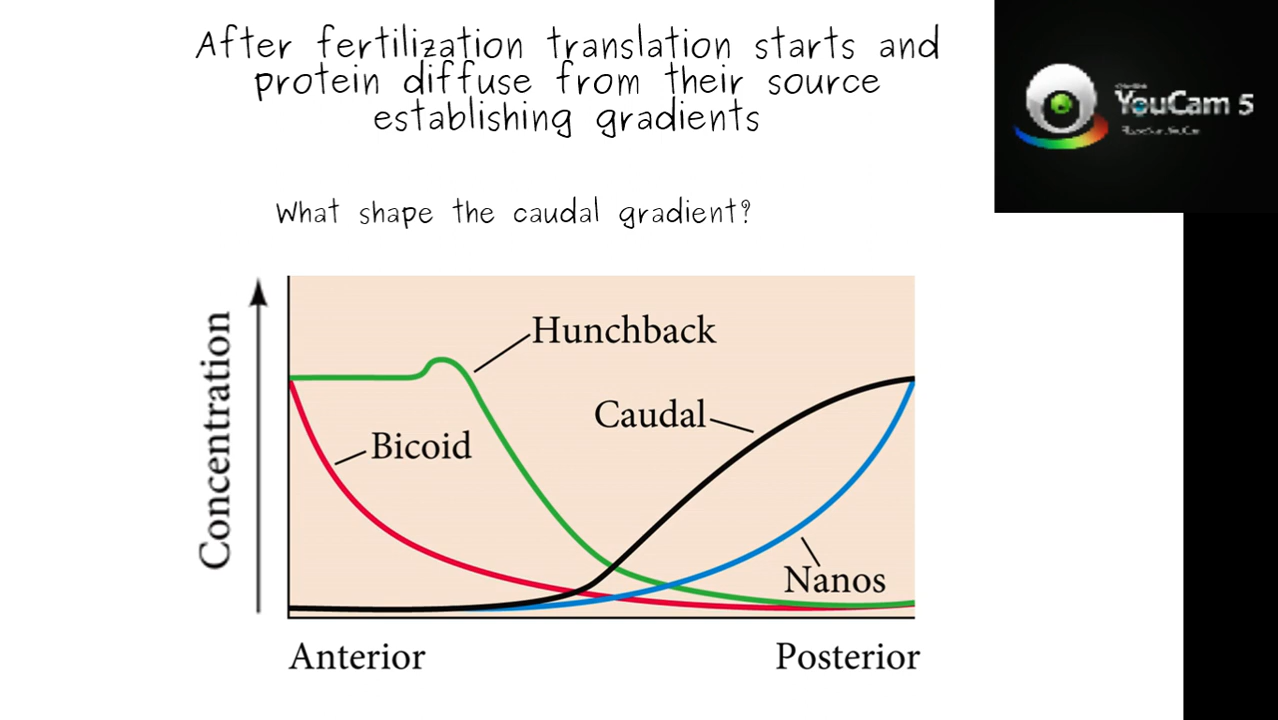 After fertilization translation starts and
protein diffuse from their source
establishing gradients
YouCam 5
What shape the caudal gradient?
Hunchback
Caudal
Bicoid
Nanos
Concentration
Anterior
Posterior